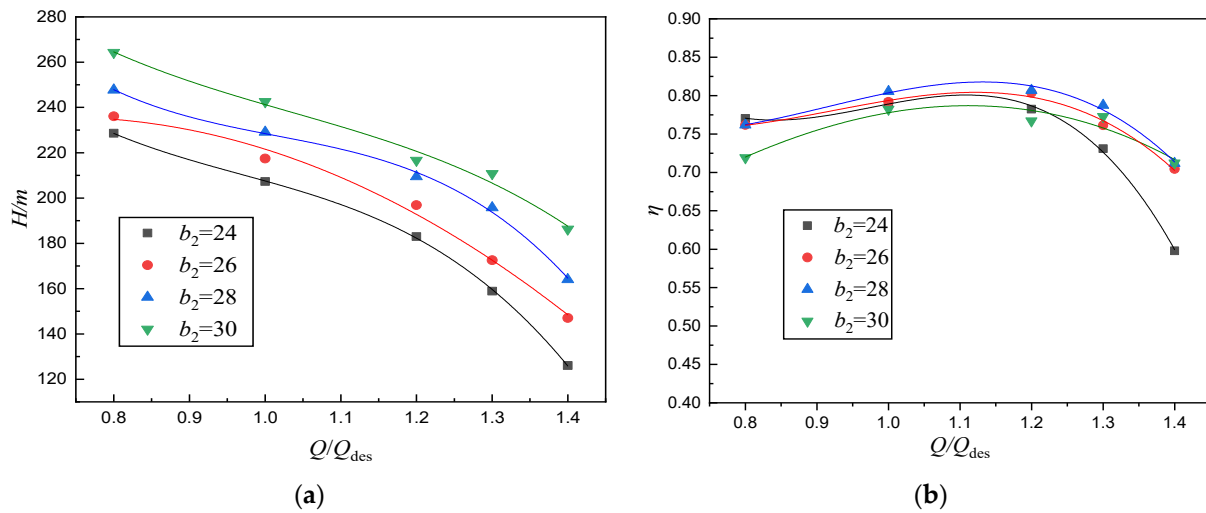 280
260
240
220
200
180
160
140
120
H/m
b2=24
b2=26
b2=28
b2=30
0.8 0.9 1.0 1.1 1.2 1.3 1.4
Q/Qdes
(a)
0.90
0.85
0.80
0.75
0.70
0.65
0.60
0.55
0.50
0.45
0.40
η
b2=24
b2=26
b2=28
b2=30
0.8 0.9 1.0 1.1 1.2 1.3 1.4
Q/Qdes
(b)